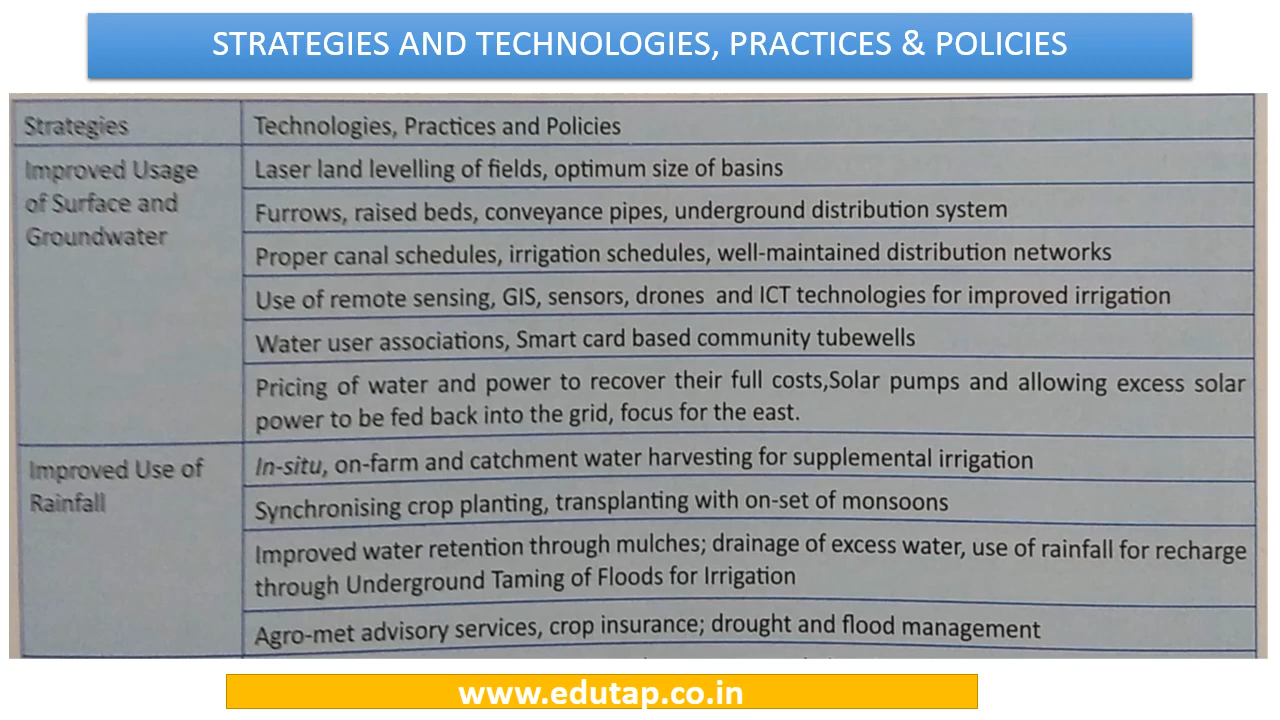 STRATEGIES AND TECHNOLOGIES, PRACTICES & POLICIES
Strategies
Technologies, Practices and Policies
Improved Usage
of Surface and
Groundwater
Laser land levelling of fields, optimum size of basins
Furrows, raised beds, conveyance pipes, underground distribution system
Proper canal schedules, irrigation schedules, well-maintained distribution networks
Use of remote sensing, GIS, sensors, drones and ICT technologies for improved irrigation
Water user associations, Smart card based community tubewells
Pricing of water and power to recover their full costs,Solar pumps and allowing excess solar
power to be fed back into the grid, focus for the east.
Improved Use of
Rainfall
In-situ, on-farm and catchment water harvesting for supplemental irrigation
Synchronising crop planting, transplanting with on-set of monsoons
Improved water retention through mulches; drainage of excess water, use of rainfall for recharge
through Underground Taming of Floods for Irrigation
Agro-met advisory services, crop insurance; drought and flood management
www.edutap.co.in